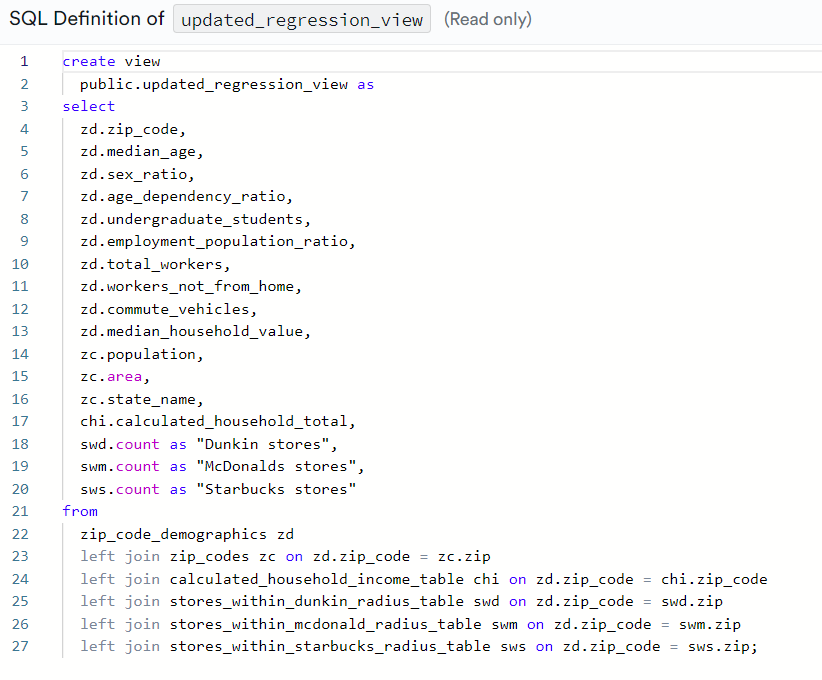 SQL Definition of updated_regression_view (Read only)
1 create view
2 public.updated_regression_view as
3 select
4 zd.zip_code,
5 zd.median_age,
6 zd.sex_ratio,
7 zd.age_dependency_ratio,
8 zd.undergraduate_students,
9 zd.employment_population_ratio,
10 zd.total_workers,
11 zd.workers_not_from_home,
12 zd.commute_vehicles,
13 zd.median_household_value,
14 zc.population,
15 zc.area,
16 zc.state_name,
17 chi.calculated_household_total,
18 swd.count as "Dunkin stores",
19 swm.count as "McDonalds stores",
20 sws.count as "Starbucks stores"
21 from
22 zip_code_demographics zd
23 left join zip_codes zc on zd.zip_code = zc.zip
24 left join calculated_household_income_table chi on zd.zip_code = chi.zip_code
25 left join stores_within_dunkin_radius_table swd on zd.zip_code = swd.zip
26 left join stores_within_mcdonald_radius_table swm on zd.zip_code = swm.zip
27 left join stores_within_starbucks_radius_table sws on zd.zip_code = sws.zip;